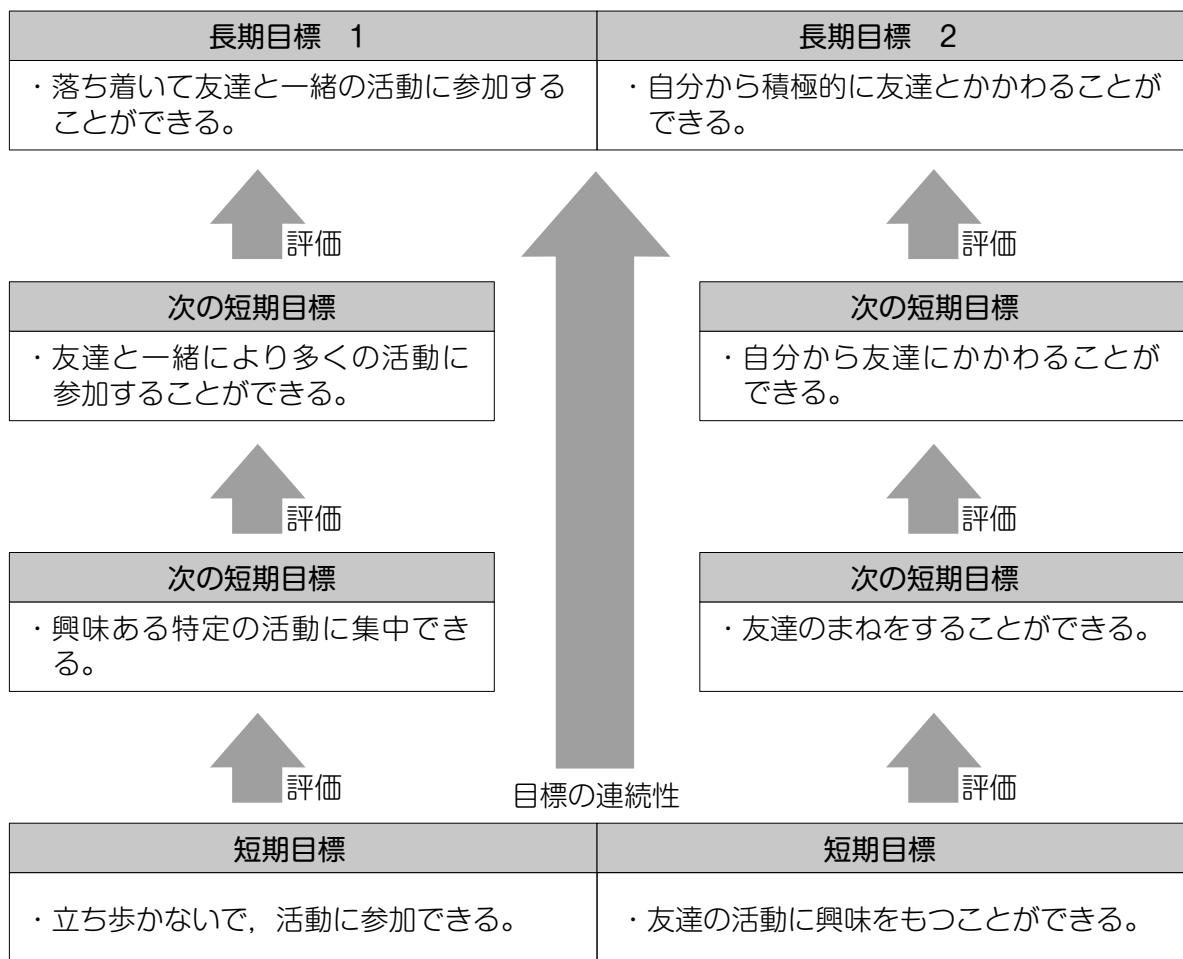 長期目標　1
長期目標　2
・落ち着いて友達と一緒の活動に参加する
ことができる。
・自分から積極的に友達とかかわることが
できる。
評価
評価
次の短期目標
次の短期目標
・友達と一緒により多くの活動に
参加することができる。
・自分から友達にかかわることが
できる。
評価
評価
次の短期目標
次の短期目標
・興味ある特定の活動に集中でき
る。
・友達のまねをすることができる。
評価
目標の連続性
評価
短期目標
短期目標
・立ち歩かないで，活動に参加できる。
・友達の活動に興味をもつことができる。